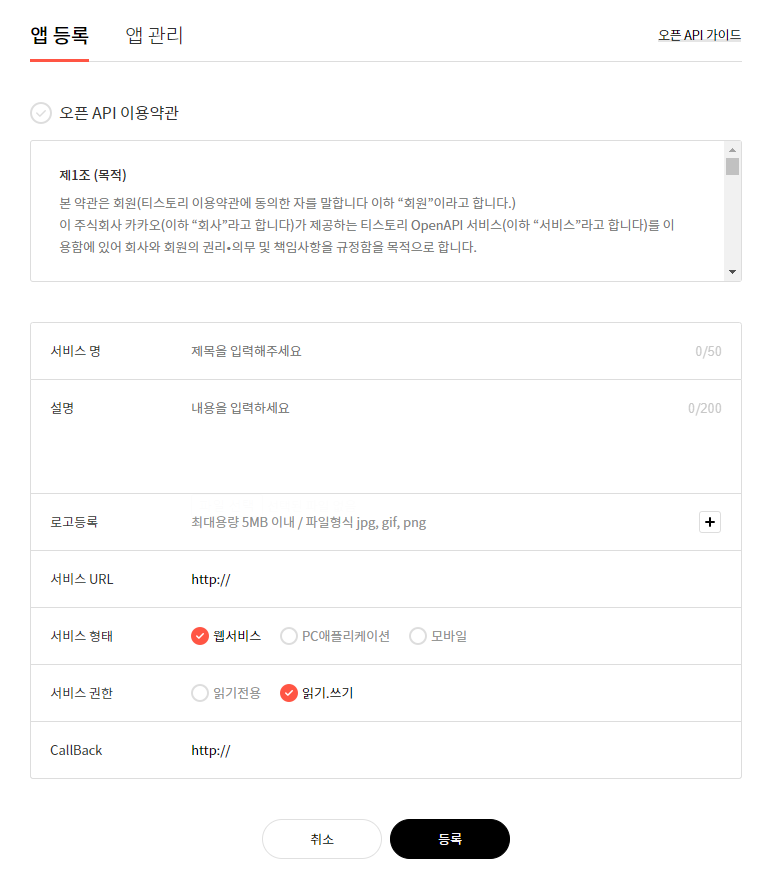 앱 등록 앱 관리 오픈 API 가이드
오픈 API 이용약관
제1조 (목적)
본 약관은 회원(티스토리 이용약관에 동의한 자를 말합니다 이하 “회원”이라고 합니다.)
이 주식회사 카카오(이하 “회사”라고 합니다)가 제공하는 티스토리 OpenAPI 서비스(이하 “서비스”라고 합니다)를 이
용함에 있어 회사와 회원의 권리•의무 및 책임사항을 규정함을 목적으로 합니다.
서비스 명 제목을 입력해주세요 0/50
설명 내용을 입력하세요 0/200
로고등록 최대용량 5MB 이내 / 파일형식 jpg, gif, png
서비스 URL http://
서비스 형태 웹서비스 PC애플리케이션 모바일
서비스 권한 읽기전용 읽기.쓰기
CallBack http://
취소 등록